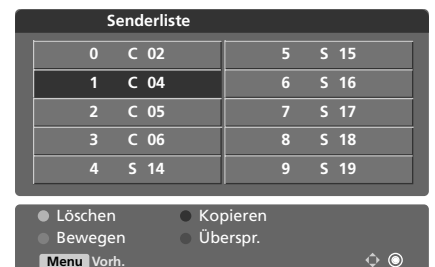 Senderliste
0 C 02 5 S 15
1 C 04 6 S 16
2 C 05 7 S 17
3 C 06 8 S 18
4 S 14 9 S 19
Löschen Kopieren
Bewegen Überspr.
Menu Vorh.